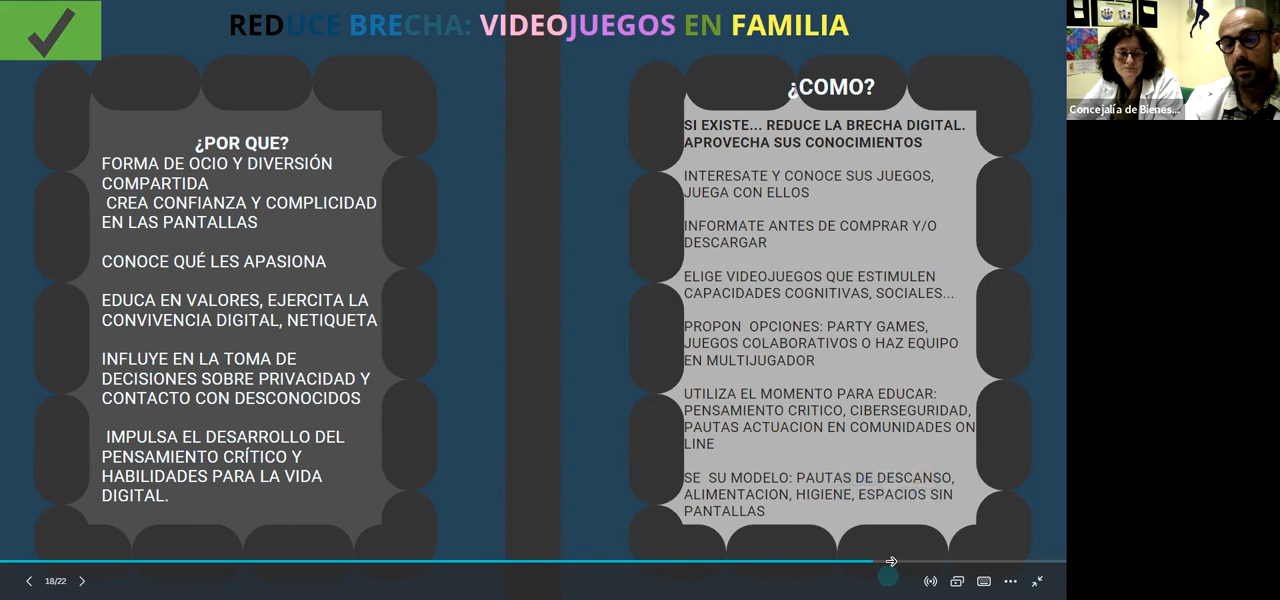 REDUCE BRECHA: VIDEOJUEGOS EN FAMILIA
¿POR QUE?
FORMA DE OCIO Y DIVERSIÓN
COMPARTIDA
CREA CONFIANZA Y COMPLICIDAD
EN LAS PANTALLAS
CONOCE QUÉ LES APASIONA
EDUCA EN VALORES, EJERCITA LA
CONVIVENCIA DIGITAL, NETIQUETA
INFLUYE EN LA TOMA DE
DECISIONES SOBRE PRIVACIDAD Y
CONTACTO CON DESCONOCIDOS
IMPULSA EL DESARROLLO DEL
PENSAMIENTO CRÍTICO Y
HABILIDADES PARA LA VIDA
DIGITAL.
¿COMO?
SI EXISTE... REDUCE LA BRECHA DIGITAL.
APROVECHA SUS CONOCIMIENTOS
INTERESATE Y CONOCE SUS JUEGOS,
JUEGA CON ELLOS
INFORMATE ANTES DE COMPRAR Y/O
DESCARGAR
ELIGE VIDEOJUEGOS QUE ESTIMULEN
CAPACIDADES COGNITIVAS, SOCIALES...
PROPON OPCIONES: PARTY GAMES,
JUEGOS COLABORATIVOS O HAZ EQUIPO
EN MULTIJUGADOR
UTILIZA EL MOMENTO PARA EDUCAR:
PENSAMIENTO CRITICO, CIBERSEGURIDAD,
PAUTAS ACTUACION EN COMUNIDADES ON
LINE
SE SU MODELO: PAUTAS DE DESCANSO,
ALIMENTACION, HIGIENE, ESPACIOS SIN
PANTALLAS
Concejalía de Bienes...
18/22